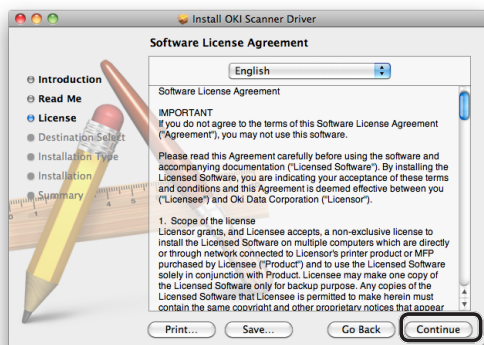 Install OKI Scanner Driver
Software License Agreement
English
Introduction
Read Me
License
Destination Select
Installation Type
Installation
Summary
Software License Agreement
IMPORTANT
If you do not agree to the terms of this Software License Agreement
("Agreement"), you may not use this software.
Please read this Agreement carefully before using the software and
accompanying documentation ("Licensed Software"). By installing the
Licensed Software, you are indicating your acceptance of these terms
and conditions and this Agreement is deemed effective between you
("Licensee") and Oki Data Corporation ("Licensor").
1. Scope of the license
Licensor grants, and Licensee accepts, a non-exclusive license to
install the Licensed Software on multiple computers which are directly
or through network connected to Licensor's printer product or MFP
purchased by Licensee ("Product") and to use the Licensed Software
solely in conjunction with Product. Licensee may make one copy of
the Licensed Software only for backup purpose. Any copies of the
Licensed Software that Licensee is permitted to make herein must
contain the same copyright and other proprietary notices that appear
Print...
Save...
Go Back
Continue